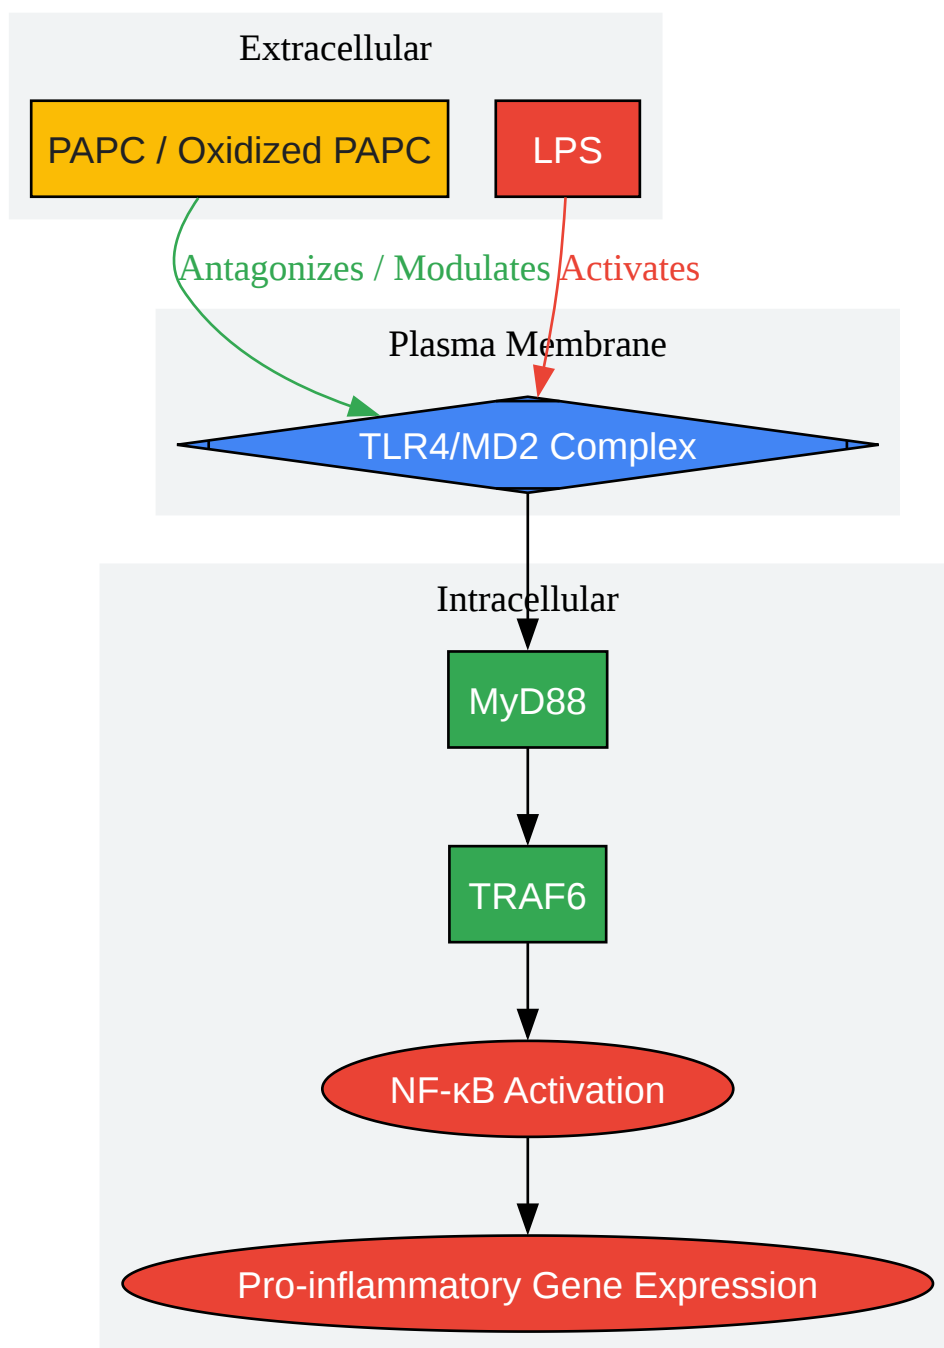 Extracellular
PAPC / Oxidized PAPC
LPS
Antagonizes / Modulates
Activates
Plasma Membrane
TLR4/MD2 Complex
Intracellular
MyD88
TRAF6
NF-κB Activation
Pro-inflammatory Gene Expression